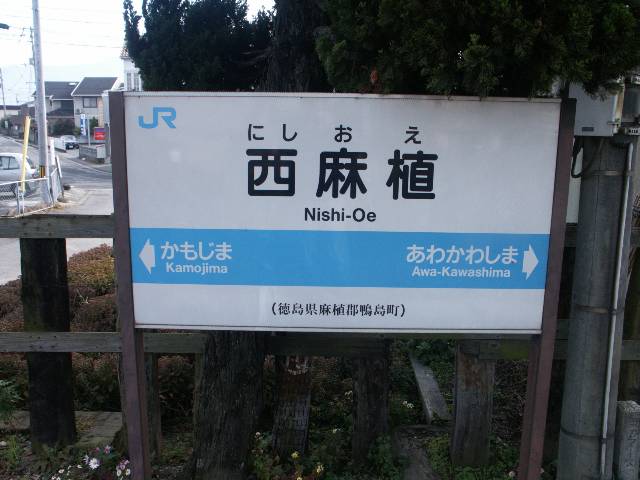 JR
にしおえ
西麻植
Nishi-Oe
かもじま
Kamojima
あわかわしま
Awa-Kawashima
(徳島県麻植郡鴨島町)